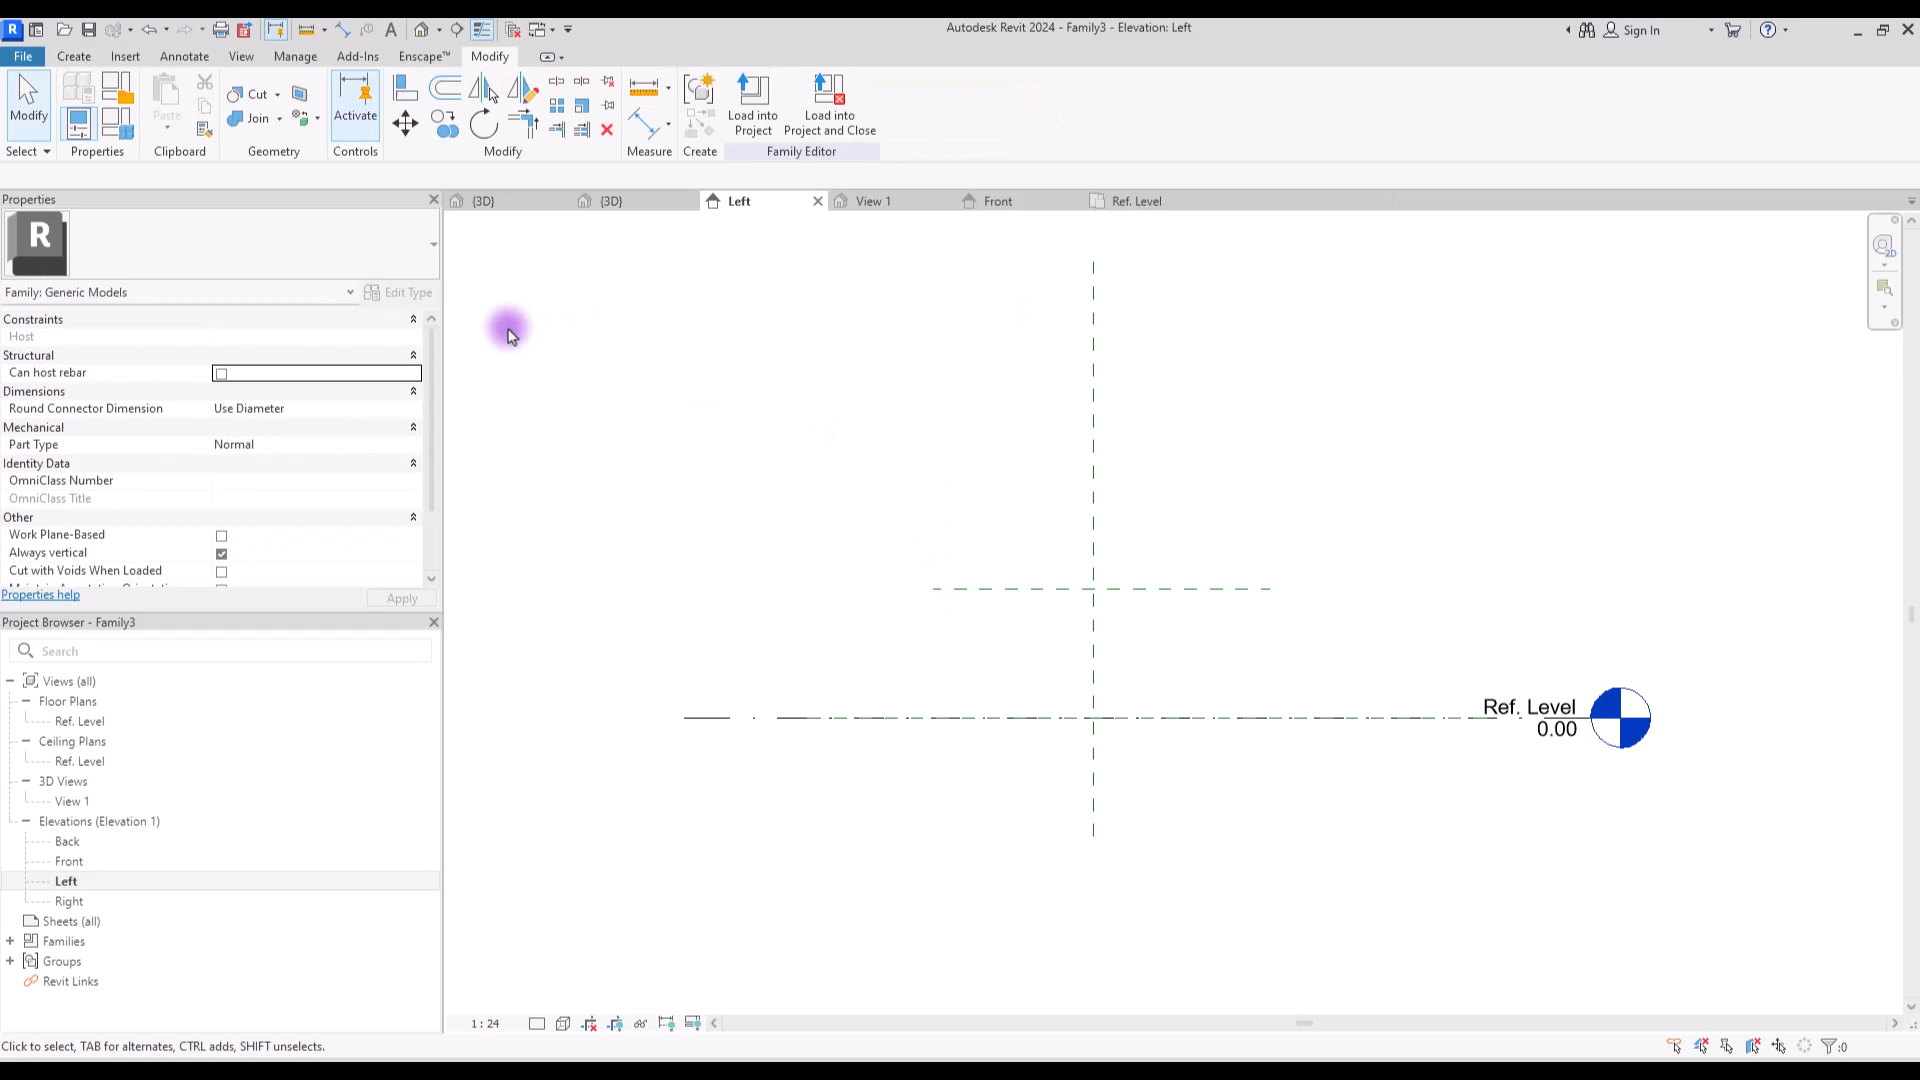 Autodesk Revit 2024 - Family3 - Elevation: Left
Sign In
File
Create
Insert
Annotate
View
Manage
Add-Ins
Enscape™
Modify
Modify
Paste
Cut
Join
Activate
Load into
Project
Load into
Project and Close
Select
Properties
Clipboard
Geometry
Controls
Modify
Measure
Create
Family Editor
Properties
{3D}
{3D}
Left
View 1
Front
Ref. Level
R
Family: Generic Models
Edit Type
Constraints
Host
Structural
Can host rebar
Dimensions
Round Connector Dimension
Use Diameter
Mechanical
Part Type
Normal
Identity Data
OmniClass Number
OmniClass Title
Other
Work Plane-Based
Always vertical
Cut with Voids When Loaded
Properties help
Apply
Project Browser - Family3
Search
Views (all)
Floor Plans
Ref. Level
Ceiling Plans
Ref. Level
3D Views
View 1
Elevations (Elevation 1)
Back
Front
Left
Right
Sheets (all)
Families
Groups
Revit Links
Ref. Level
0.00
2D
1 : 24
Click to select, TAB for alternates, CTRL adds, SHIFT unselects.
:0